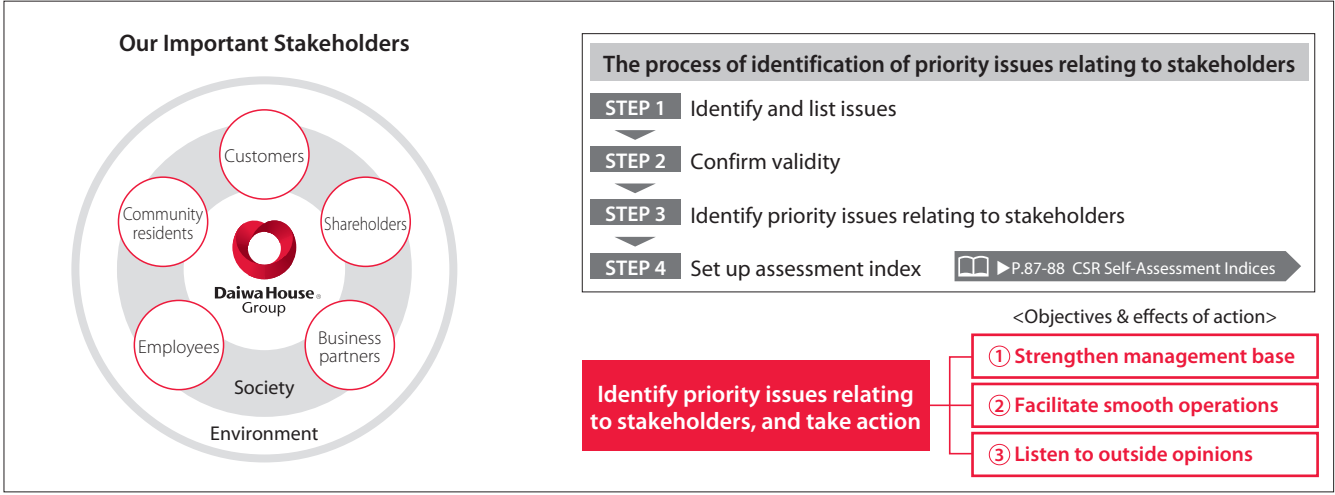 Our Important Stakeholders
Customers
Community
residents
Shareholders
Daiwa House®
Group
Employees
Business
partners
Society
Environment
The process of identification of priority issues relating to stakeholders
STEP 1 Identify and list issues
STEP 2 Confirm validity
STEP 3 Identify priority issues relating to stakeholders
STEP 4 Set up assessment index ▶P.87-88 CSR Self-Assessment Indices
<Objectives & effects of action>
Identify priority issues relating
to stakeholders, and take action
① Strengthen management base
② Facilitate smooth operations
③ Listen to outside opinions